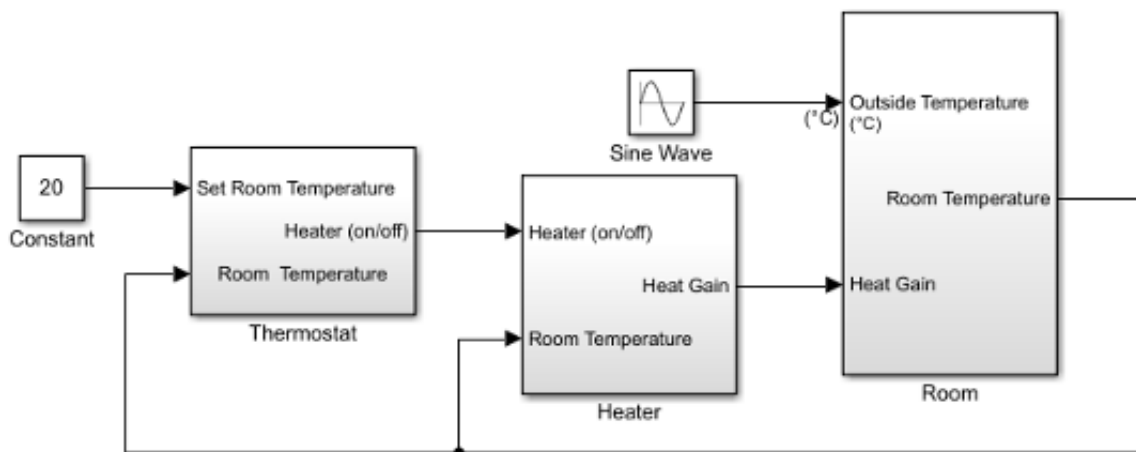 Outside Temperature
(°C)
(°C)
Sine Wave
20
Constant
Set Room Temperature
Heater (on/off)
Room  Temperature
Thermostat
Heater (on/off)
Heat Gain
Room Temperature
Heater
Room Temperature
Heat Gain
Room